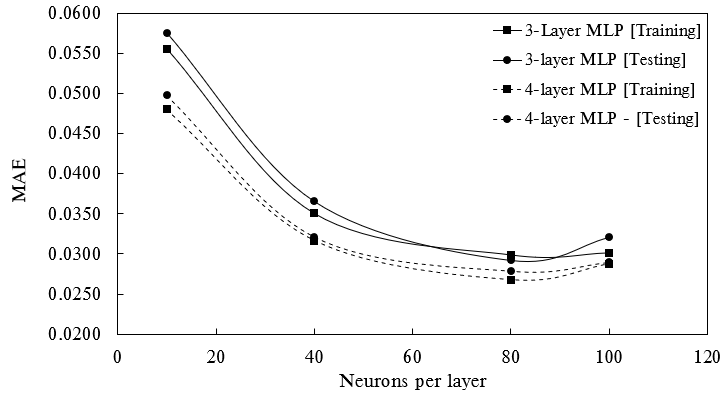 0.0600
0.0550
0.0500
0.0450
0.0400
0.0350
0.0300
0.0250
0.0200
MAE
0
20
40
60
80
100
120
Neurons per layer
3-Layer MLP [Training]
3-layer MLP [Testing]
4-layer MLP [Training]
4-layer MLP - [Testing]